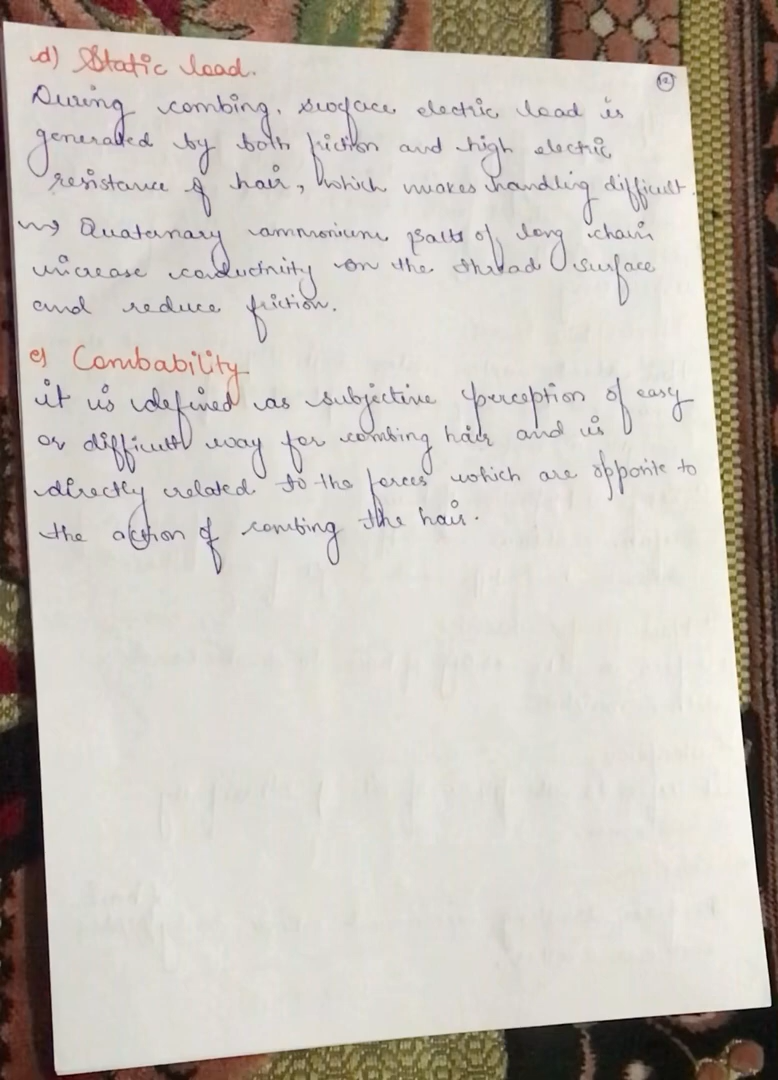 d) Static load.
During combing, surface electric load is
generated by both friction and high electric
resistance of hair, which makes handling difficult.
Quaternary ammonium salts of long chain
increase conductivity on the thread surface
and reduce friction.
e) Combability
it is defined as subjective perception of easy
or difficult way for combing hair and is
directly related to the forces which are opposite to
the action of combing the hair.